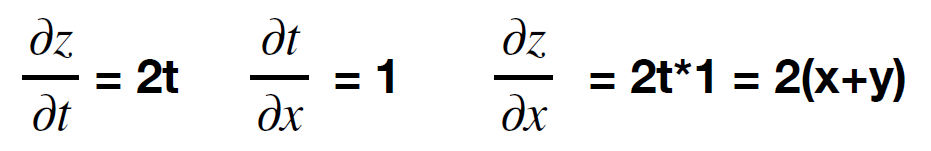 ∂z/∂t = 2t ∂t/∂x = 1 ∂z/∂x = 2t*1 = 2(x+y)